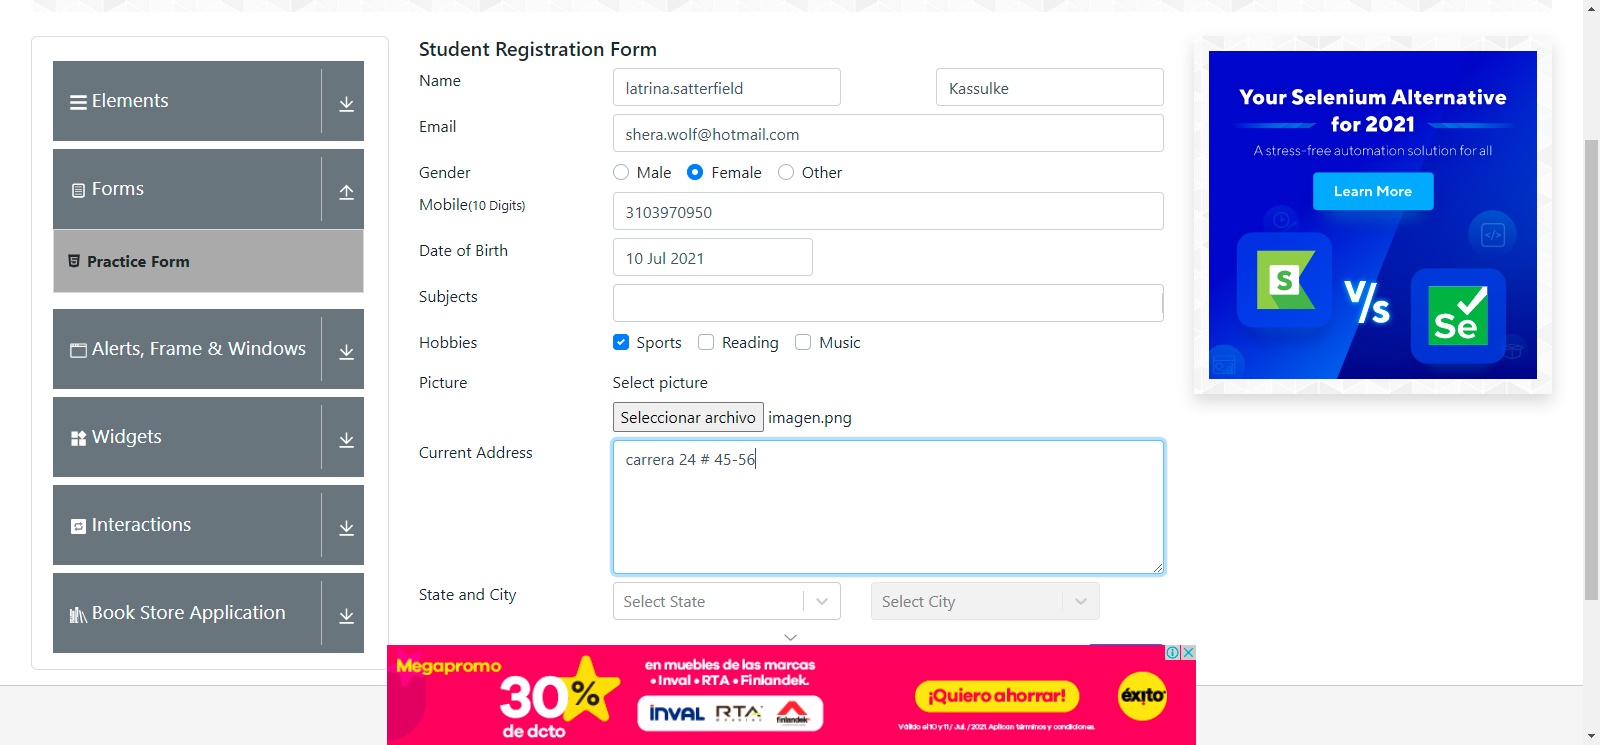 Elements
Forms
Practice Form
Alerts, Frame & Windows
Widgets
Interactions
Book Store Application
Student Registration Form
Name
latrina.satterfield
Kassulke
Email
shera.wolf@hotmail.com
Gender
Male Female Other
Mobile(10 Digits)
3103970950
Date of Birth
10 Jul 2021
Subjects
Hobbies
Sports Reading Music
Picture
Select picture
Seleccionar archivo imagen.png
Current Address
carrera 24 # 45-56
State and City
Select State
Select City
Your Selenium Alternative
for 2021
A stress-free automation solution for all
Learn More
S
V/s
Se
</>
Megapromo
30%
de dcto
en muebles de las marcas
• Inval • RTA • Finlandek.
INVAL RTA finlandek
¡Quiero ahorrar!
Válido el 10 y 11 / Jul. / 2021. Aplican términos y condiciones.
éxito